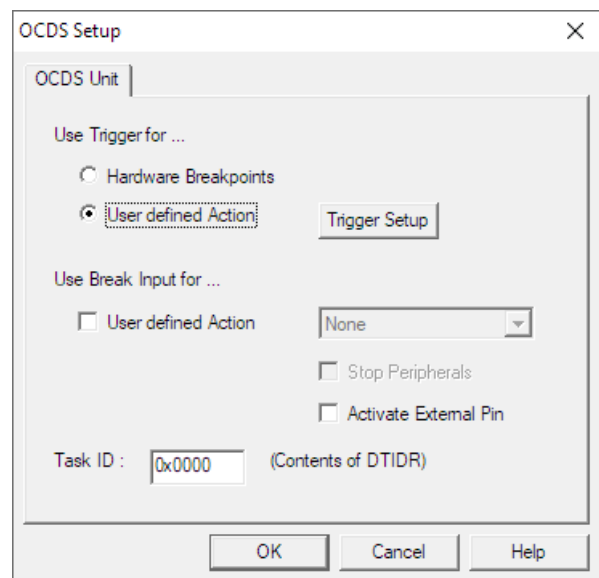 OCDS Setup
OCDS Unit
Use Trigger for ...
Hardware Breakpoints
User defined Action
Trigger Setup
Use Break Input for ...
User defined Action
None
Stop Peripherals
Activate External Pin
Task ID :
0x0000
(Contents of DTIDR)
OK
Cancel
Help